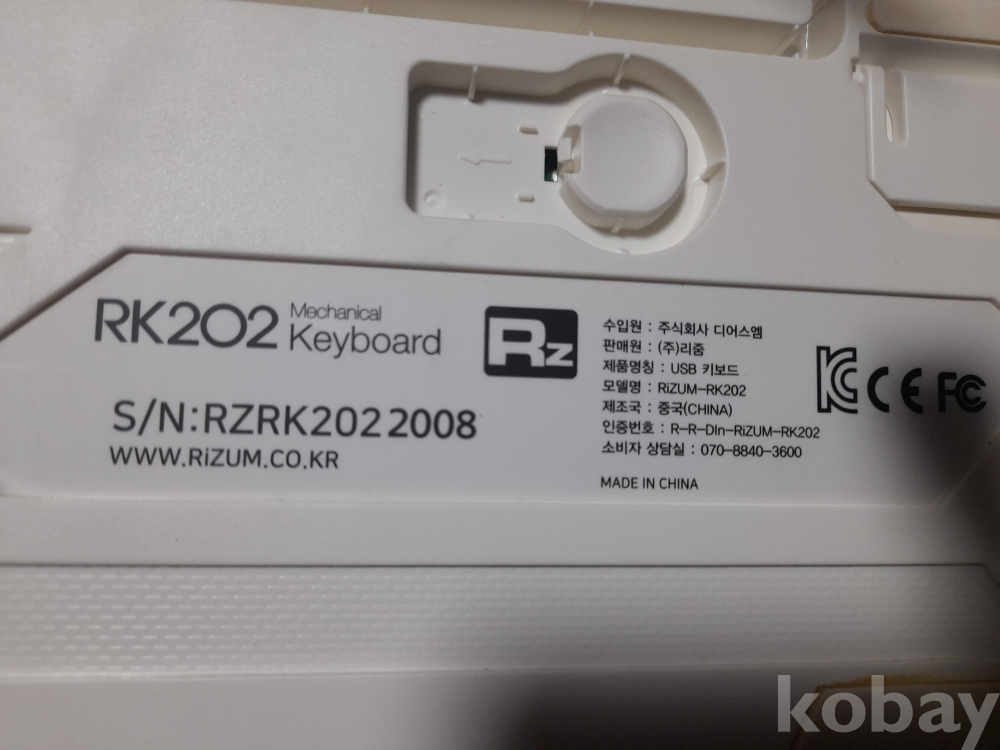 RK202 Mechanical Keyboard
S/N:RZRK2022008
WWW.RiZUM.CO.KR
Rz
수입원 : 주식회사 디어스엠
판매원 : (주)리줌
제품명칭 : USB 키보드
모델명 : RiZUM-RK202
제조국 : 중국(CHINA)
인증번호 : R-R-DIn-RiZUM-RK202
소비자 상담실 : 070-8840-3600
MADE IN CHINA
KC CE FC
kobay